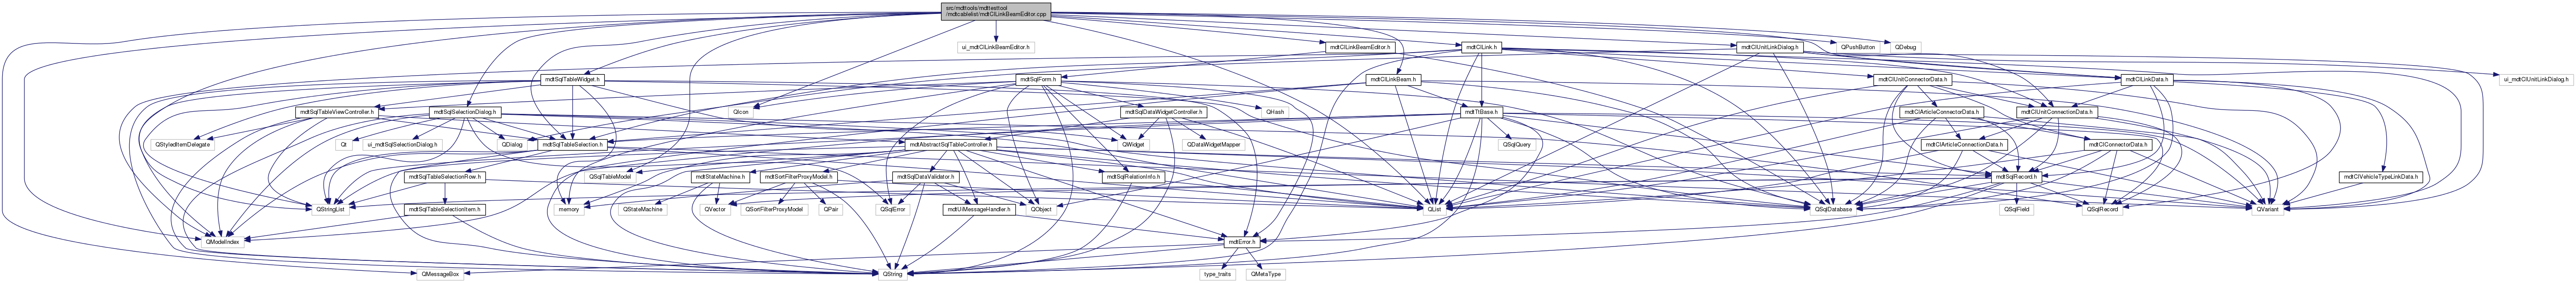 src/mdttools/mdttesttool
/mdtcablelist/mdtClLinkBeamEditor.cpp
ui_mdtClLinkBeamEditor.h
mdtClLinkBeamEditor.h
mdtClLink.h
mdtClUnitLinkDialog.h
QPushButton
QDebug
mdtSqlTableWidget.h
mdtSqlForm.h
mdtClLinkBeam.h
mdtClUnitConnectorData.h
mdtClLinkData.h
ui_mdtClUnitLinkDialog.h
mdtSqlTableViewController.h
mdtSqlSelectionDialog.h
QIcon
mdtSqlDataWidgetController.h
QHash
mdtTtBase.h
mdtClArticleConnectorData.h
mdtClUnitConnectionData.h
QStyledItemDelegate
Qt
ui_mdtSqlSelectionDialog.h
QDialog
mdtSqlTableSelection.h
mdtAbstractSqlTableController.h
QWidget
QDataWidgetMapper
QSqlQuery
mdtClArticleConnectionData.h
mdtClConnectorData.h
mdtSqlTableSelectionRow.h
QSqlTableModel
mdtStateMachine.h
mdtSortFilterProxyModel.h
mdtSqlDataValidator.h
mdtSqlRelationInfo.h
mdtSqlRecord.h
mdtClVehicleTypeLinkData.h
QStringList
mdtSqlTableSelectionItem.h
memory
QStateMachine
QVector
QSortFilterProxyModel
QPair
QSqlError
mdtUiMessageHandler.h
QObject
QList
QSqlDatabase
QSqlField
QSqlRecord
QVariant
QModelIndex
mdtError.h
QMessageBox
QString
type_traits
QMetaType